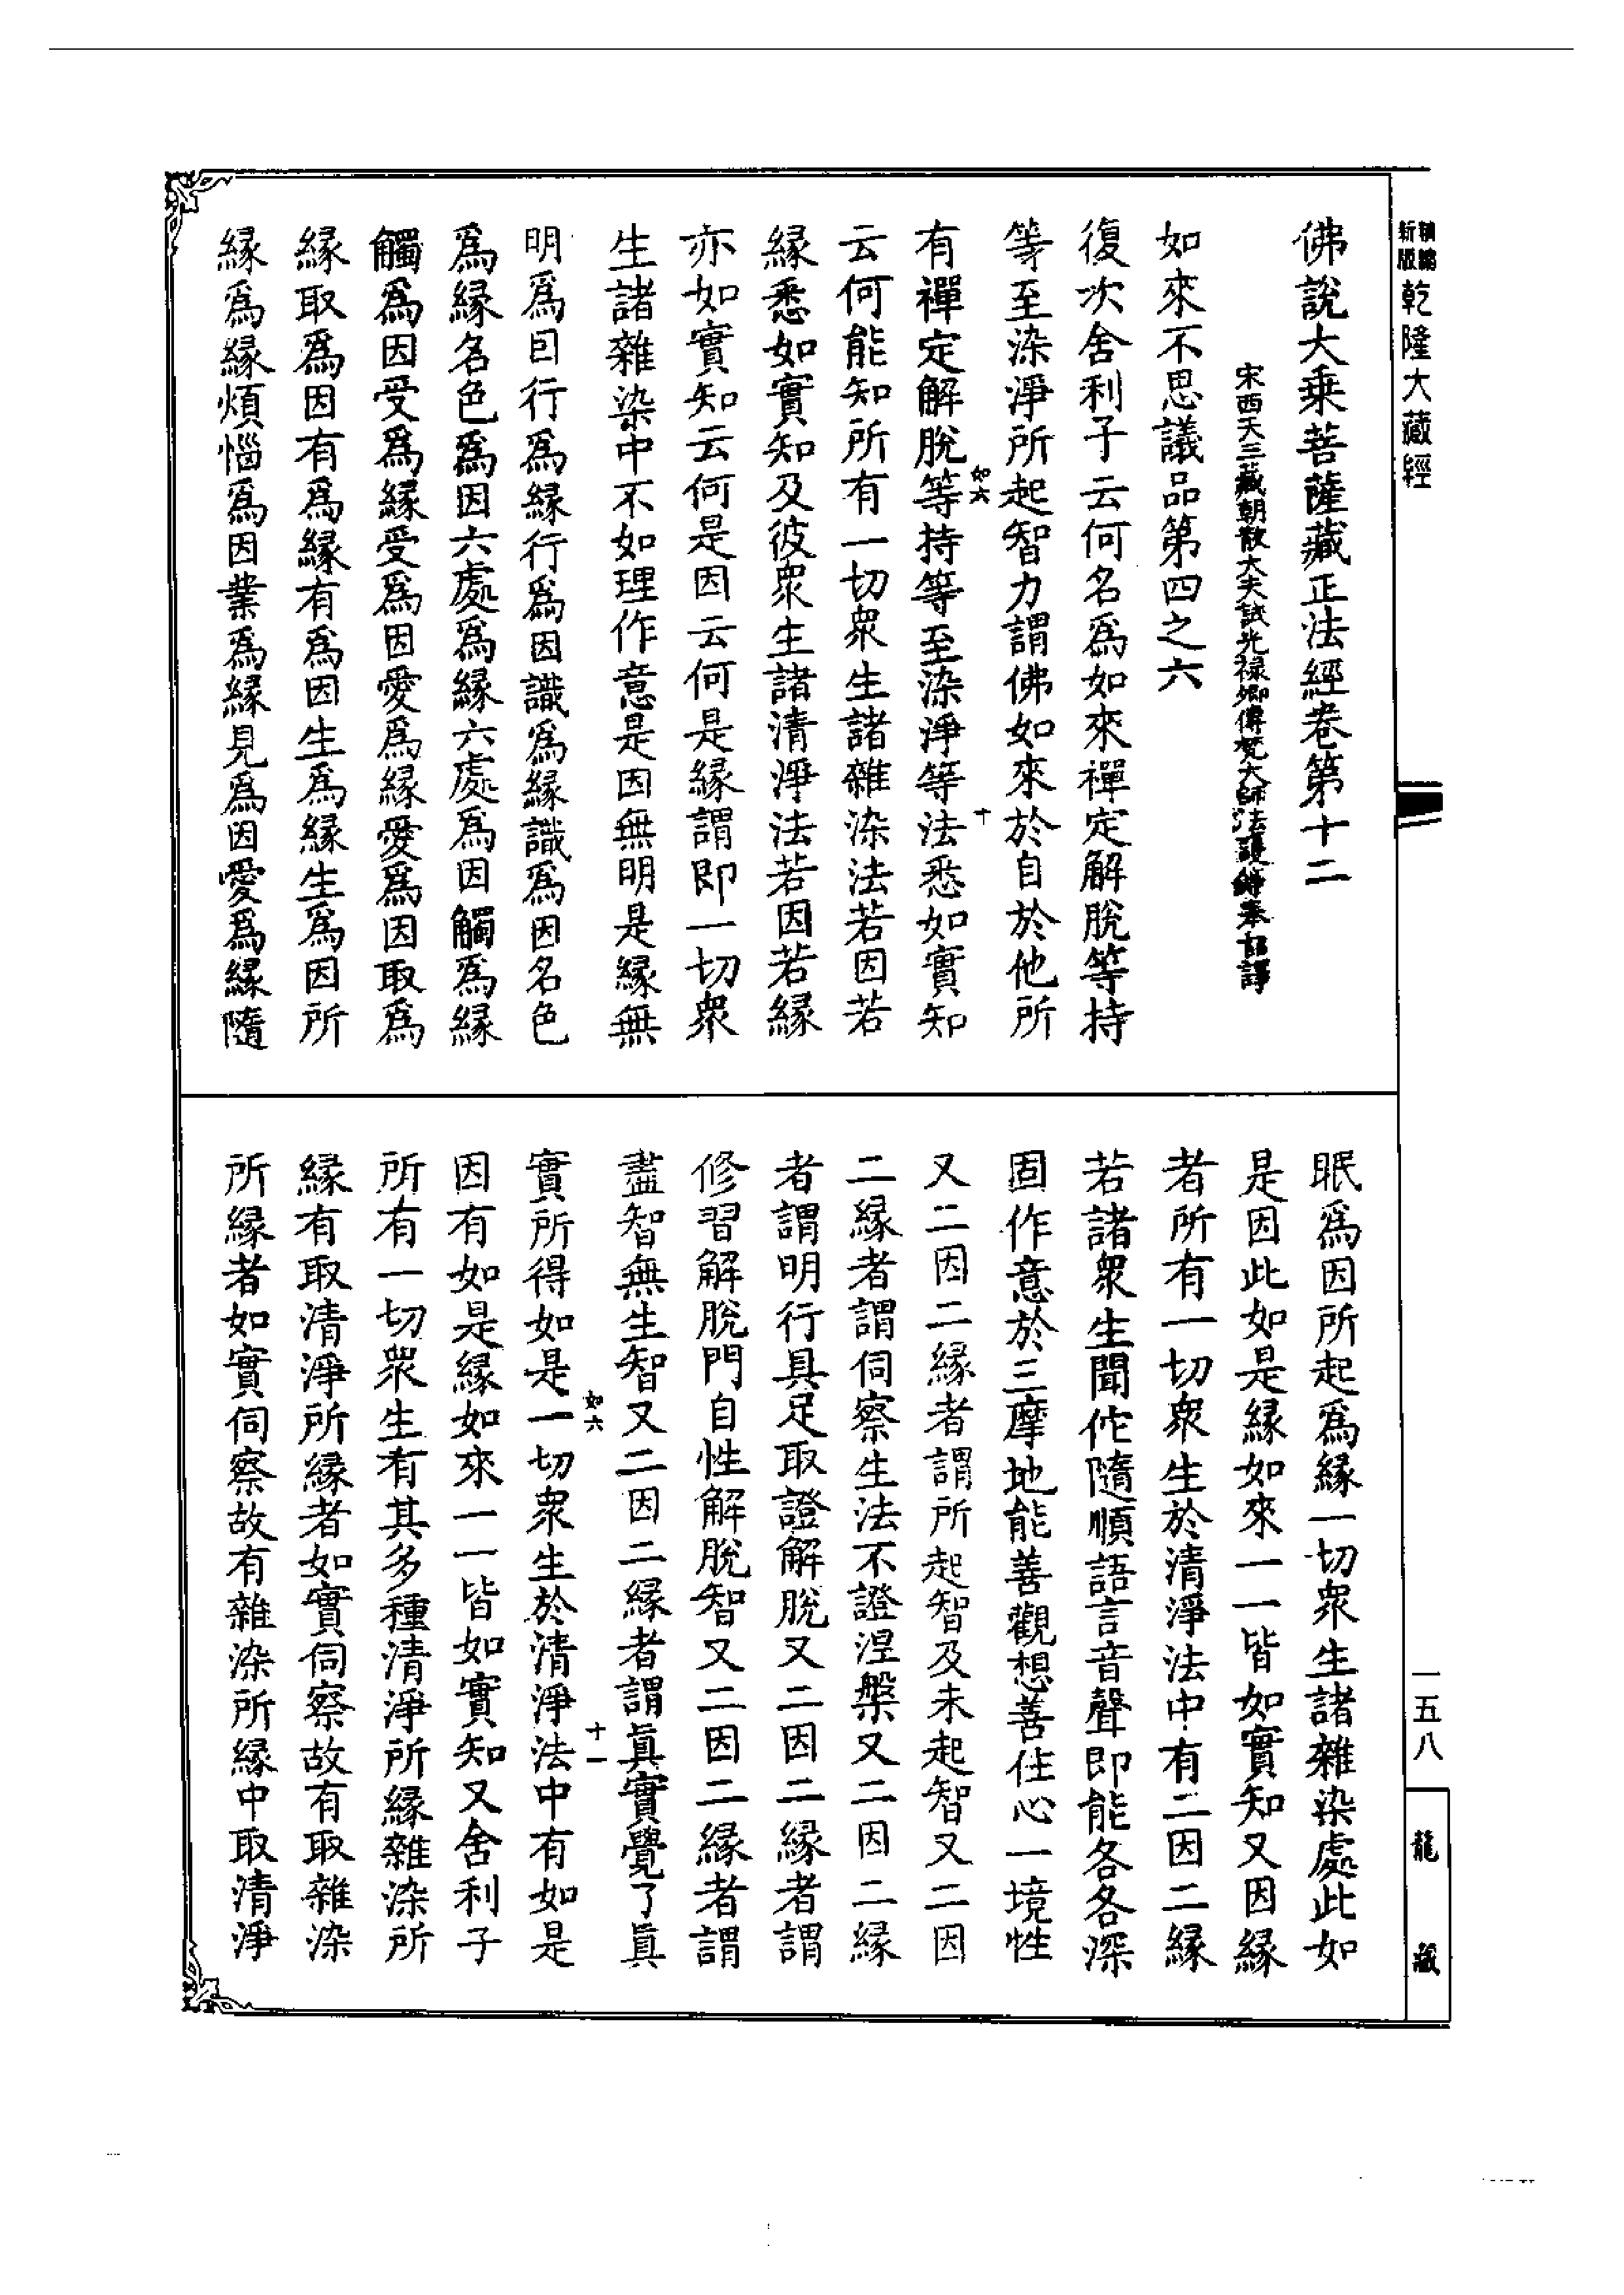 新版
精編
乾隆大藏經
佛說大乘菩薩藏正法經卷第十二
宋西天三藏朝散大夫試光祿卿傳梵大師法護等奉詔譯
如來不思議品第四之六
復次舍利子云何名爲如來禪定解脫等持
等至染淨所起智力謂佛如來於自於他所
有禪定解脫等持等至染淨等法悉如實知
如六
十
云何能知所有一切衆生諸雜染法若因若
緣悉如實知及彼衆生諸清淨法若因若緣
亦如實知云何是因云何是緣謂即一切衆
生諸雜染中不如理作意是因無明是緣無
明爲因行爲緣行爲因識爲緣識爲因名色
爲緣名色爲因六處爲緣六處爲因觸爲緣
觸爲因受爲緣受爲因愛爲緣愛爲因取爲
緣取爲因有爲緣有爲因生爲緣生爲因所
緣爲緣煩惱爲因業爲緣見爲因愛爲緣隨
眠爲因所起爲緣一切衆生諸雜染處此如
是因此如是緣如來一一皆如實知又因緣
者所有一切衆生於清淨法中有二因二緣
若諸衆生聞佗隨順語言音聲即能各各深
固作意於三摩地能善觀想善住心一境性
又二因二緣者謂所起智及未起智又二因
二緣者謂伺察生法不證涅槃又二因二緣
者謂明行具足取證解脫又二因二緣者謂
修習解脫門自性解脫智又二因二緣者謂
盡智無生智又二因二緣者謂眞實覺了眞
如六
十一
實所得如是一切衆生於清淨法中有如是
因有如是緣如來一一皆如實知又舍利子
所有一切衆生有其多種清淨所緣雜染所
緣有取清淨所緣者如實伺察故有取雜染
所緣者如實伺察故有雜染所緣中取清淨
一五八
龍藏